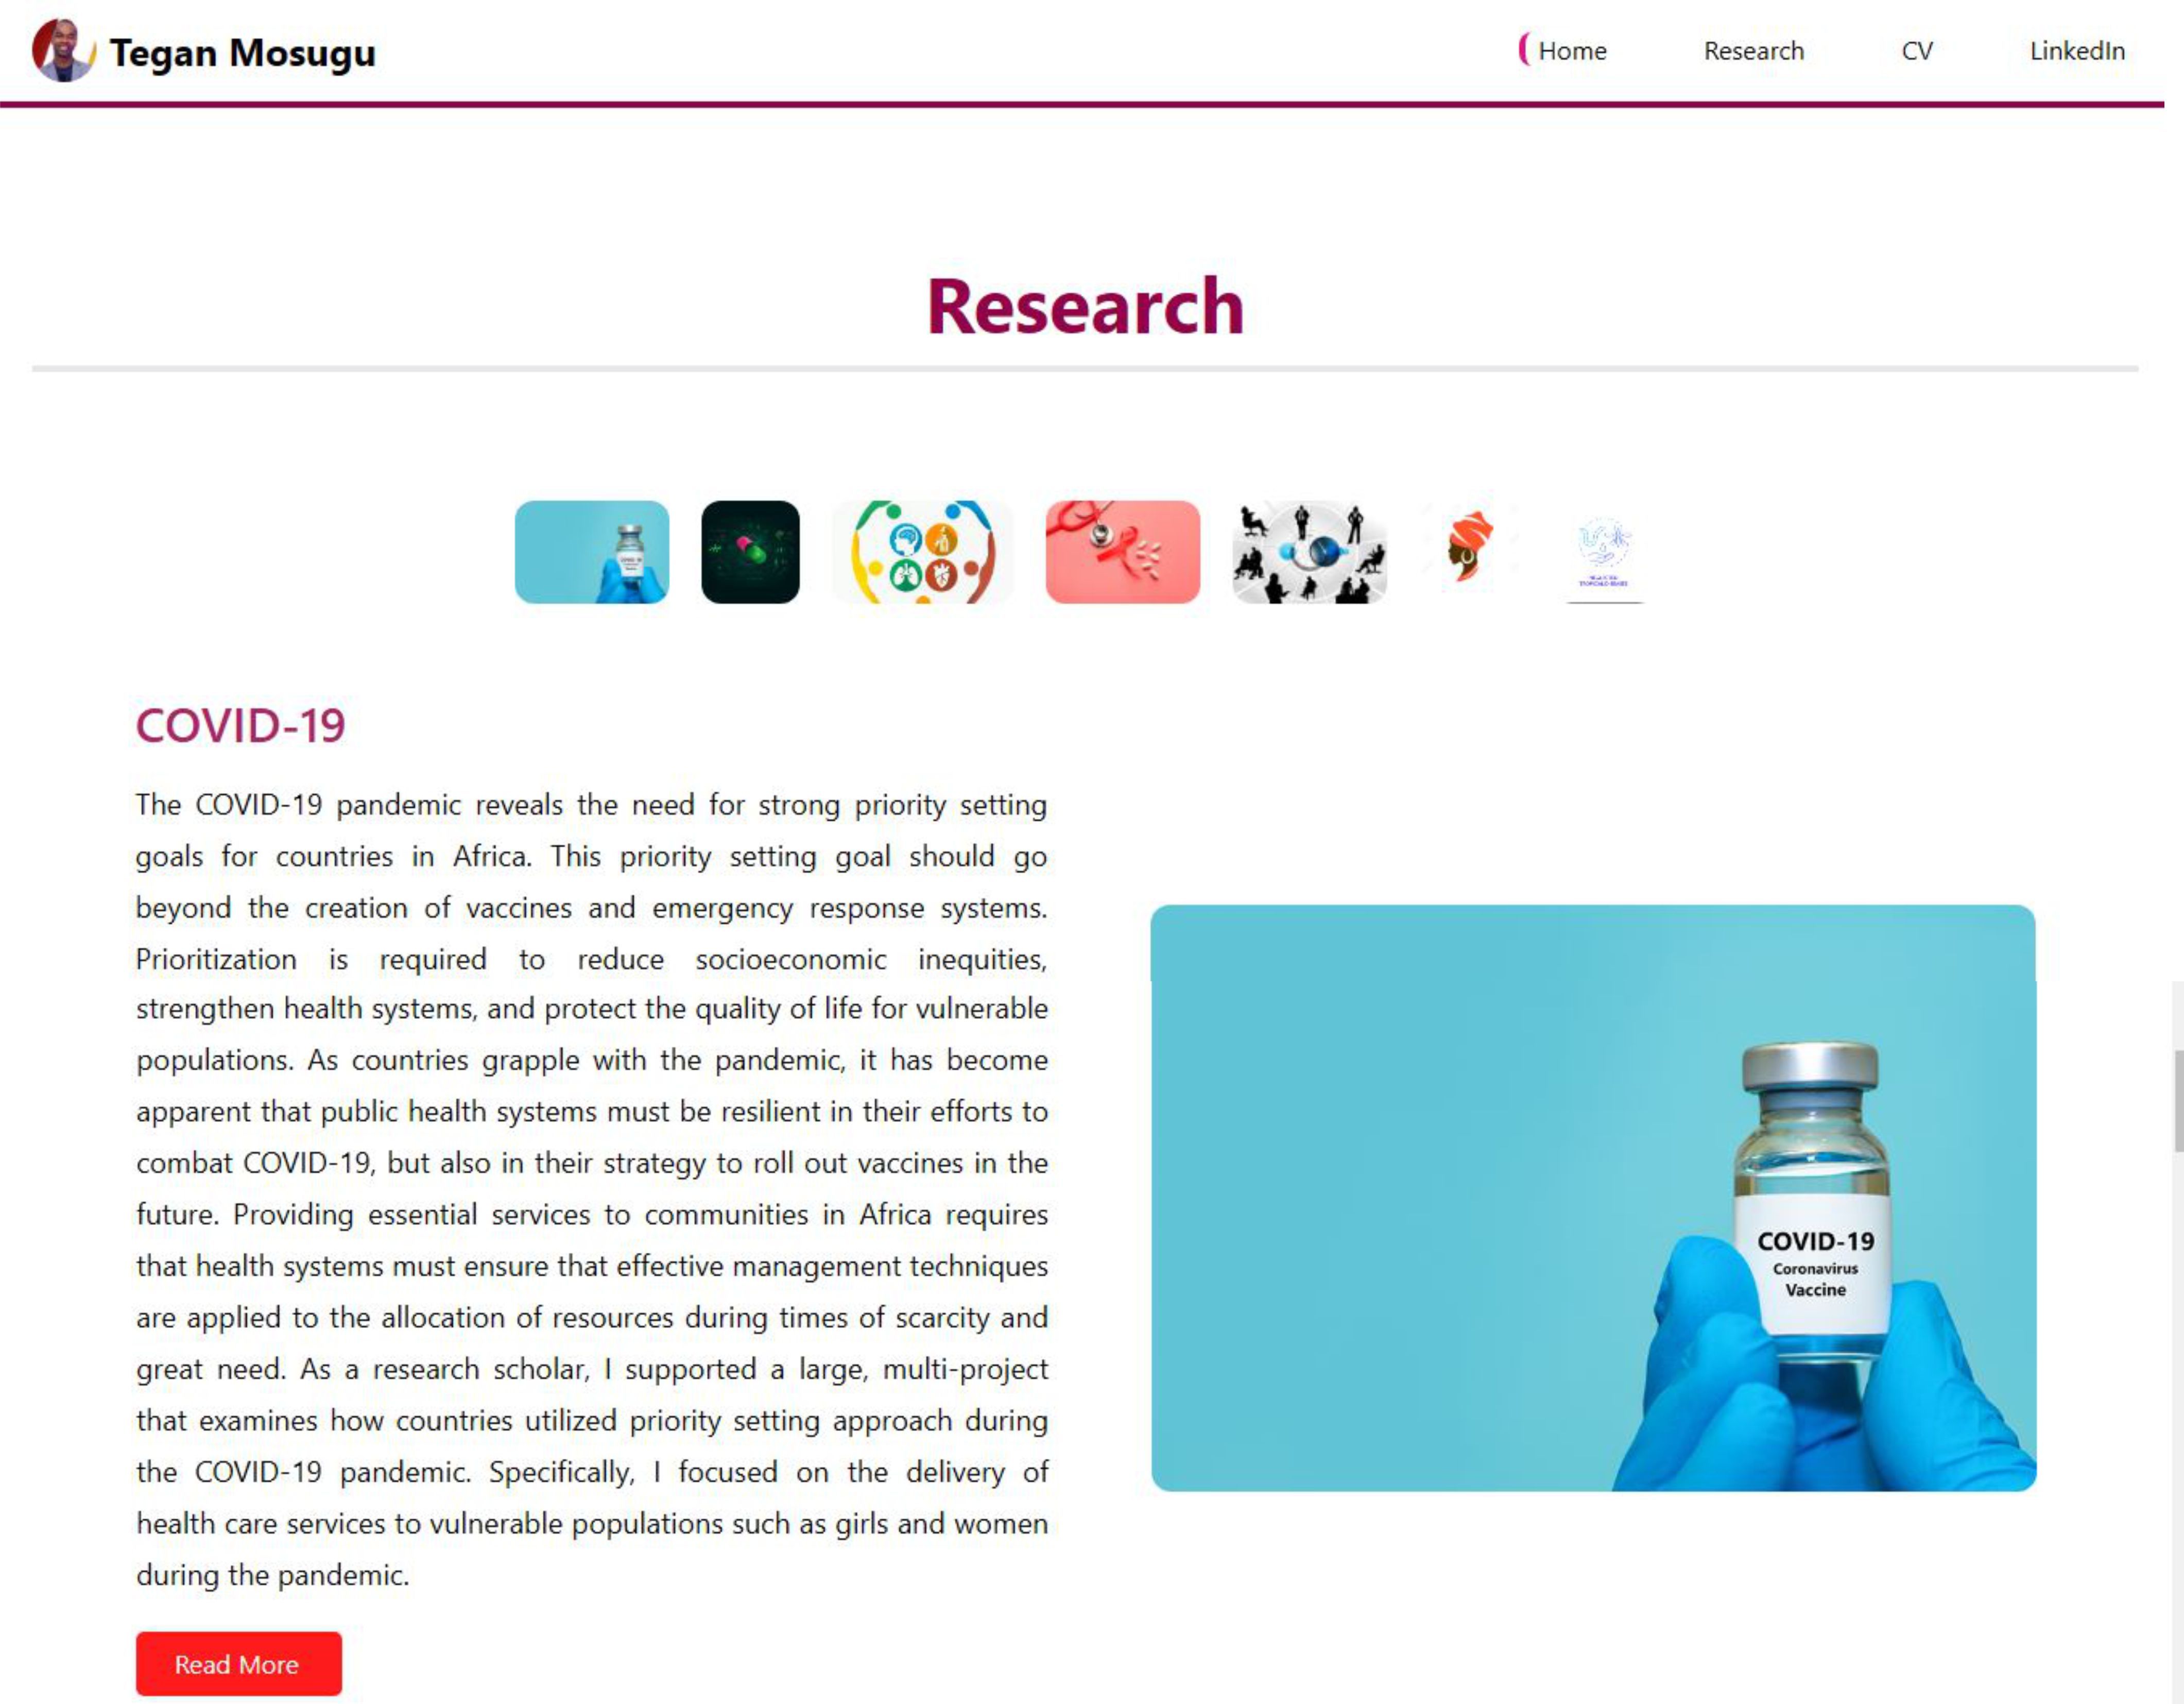 Tegan Mosugu
Home Research CV LinkedIn
Research
COVID-19
The COVID-19 pandemic reveals the need for strong priority setting
goals for countries in Africa. This priority setting goal should go
beyond the creation of vaccines and emergency response systems.
Prioritization is required to reduce socioeconomic inequities,
strengthen health systems, and protect the quality of life for vulnerable
populations. As countries grapple with the pandemic, it has become
apparent that public health systems must be resilient in their efforts to
combat COVID-19, but also in their strategy to roll out vaccines in the
future. Providing essential services to communities in Africa requires
that health systems must ensure that effective management techniques
are applied to the allocation of resources during times of scarcity and
great need. As a research scholar, I supported a large, multi-project
that examines how countries utilized priority setting approach during
the COVID-19 pandemic. Specifically, I focused on the delivery of
health care services to vulnerable populations such as girls and women
during the pandemic.
Read More
COVID-19
Coronavirus
Vaccine